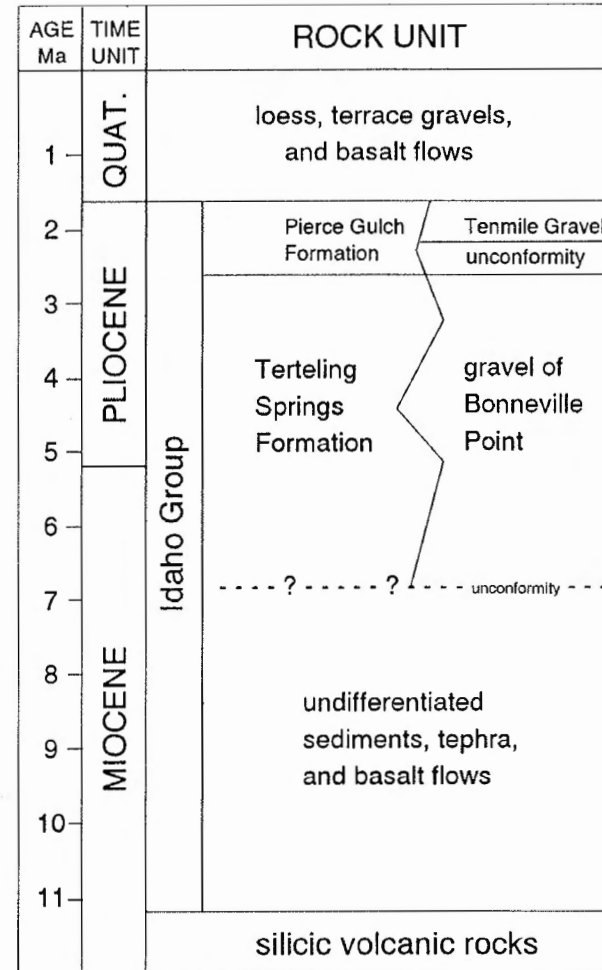 AGE
Ma
TIME
UNIT
ROCK UNIT
QUAT.
PLIOCENE
MIOCENE
1
2
3
4
5
6
7
8
9
10
11
Idaho Group
loess, terrace gravels,
and basalt flows
Pierce Gulch
Formation
Tenmile Gravel
unconformity
Terteling
Springs
Formation
gravel of
Bonneville
Point
? ? unconformity
undifferentiated
sediments, tephra,
and basalt flows
silicic volcanic rocks